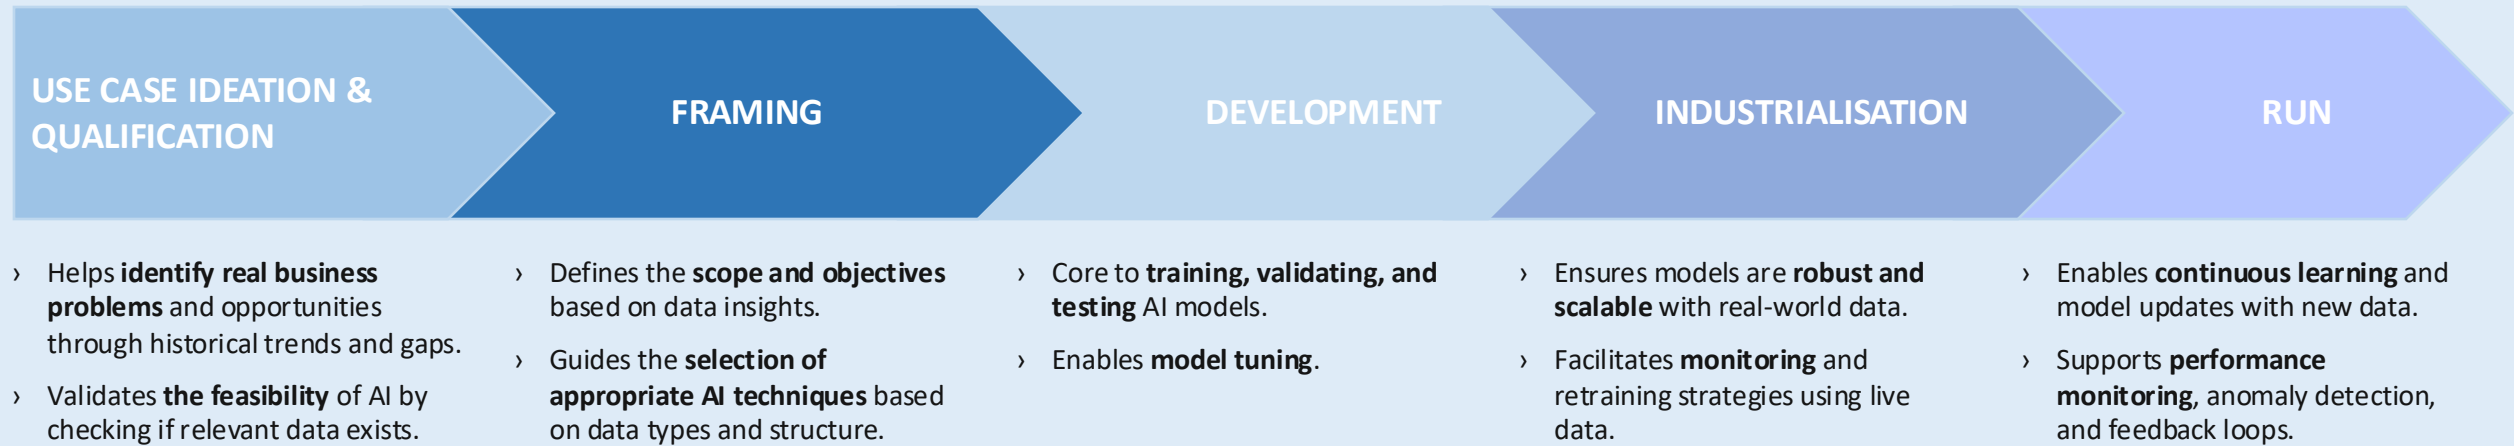 USE CASE IDEATION &
QUALIFICATION
FRAMING
DEVELOPMENT
INDUSTRIALISATION
RUN
› Helps identify real business
problems and opportunities
through historical trends and gaps.
› Validates the feasibility of AI by
checking if relevant data exists.
› Defines the scope and objectives
based on data insights.
› Guides the selection of
appropriate AI techniques based
on data types and structure.
› Core to training, validating, and
testing AI models.
› Enables model tuning.
› Ensures models are robust and
scalable with real-world data.
› Facilitates monitoring and
retraining strategies using live
data.
› Enables continuous learning and
model updates with new data.
› Supports performance
monitoring, anomaly detection,
and feedback loops.